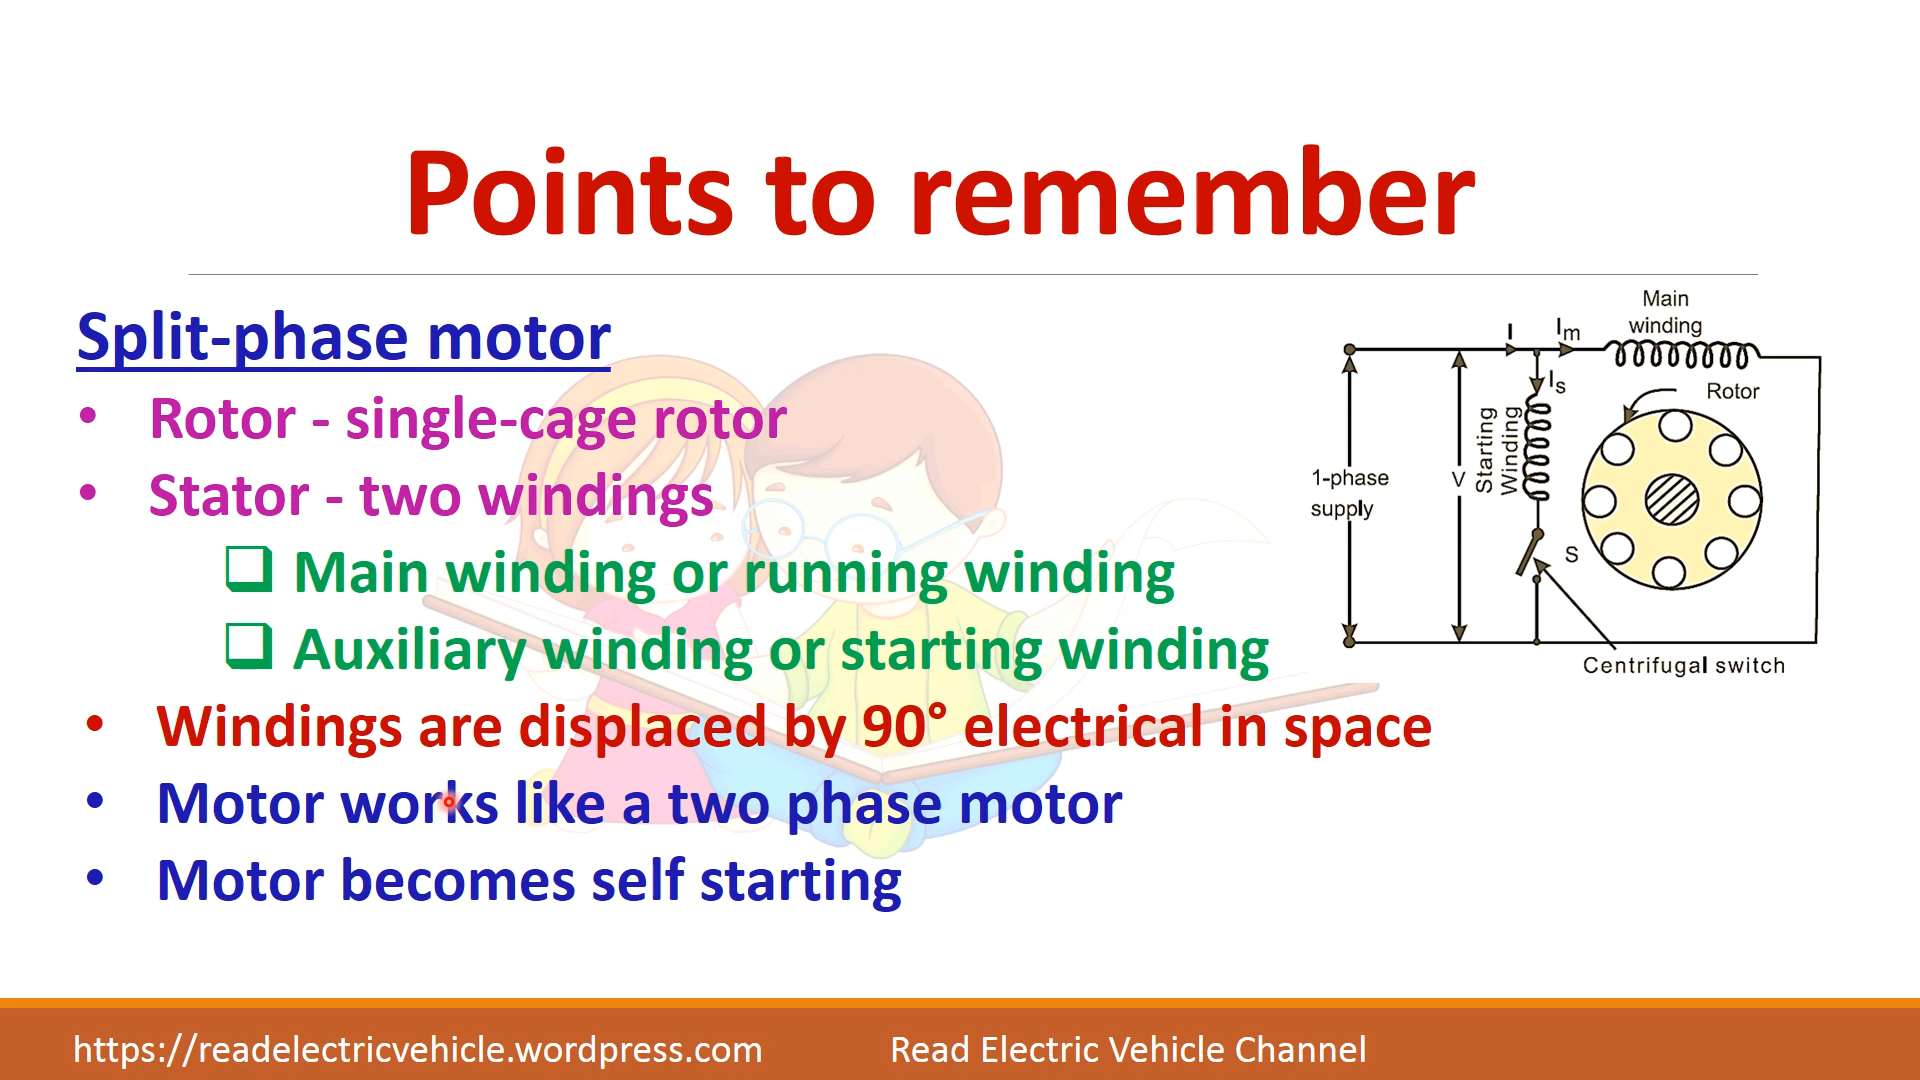 Points to remember
Split-phase motor
• Rotor - single-cage rotor
• Stator - two windings
❑ Main winding or running winding
❑ Auxiliary winding or starting winding
• Windings are displaced by 90° electrical in space
• Motor works like a two phase motor
• Motor becomes self starting
Main
winding
I
Im
Is
Rotor
Starting
Winding
1-phase
supply
V
S
Centrifugal switch
https://readelectricvehicle.wordpress.com
Read Electric Vehicle Channel